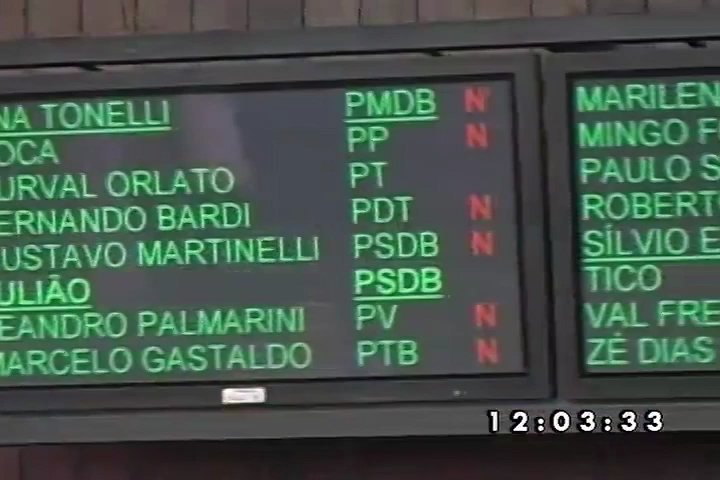 NA TONELLI PMDB N
OCA PP N
URVAL ORLATO PT
ERNANDO BARDI PDT N
USTAVO MARTINELLI PSDB N
ULIÃO PSDB
EANDRO PALMARINI PV N
MARCELO GASTALDO PTB N
MARILEN
MINGO F
PAULO S
ROBERT
SÍLVIO E
TICO
VAL FRE
ZÉ DIAS
12:03:33